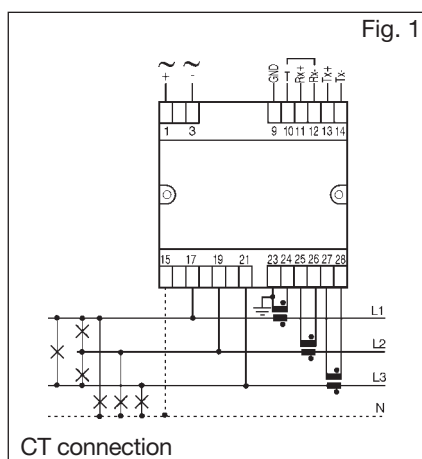 Fig. 1
~ ~
+ -
GND T Rx+ Rx- Tx+ Tx-
1 3 9 10 11 12 13 14
15 17 19 21 23 24 25 26 27 28
L1
L2
L3
N
CT connection